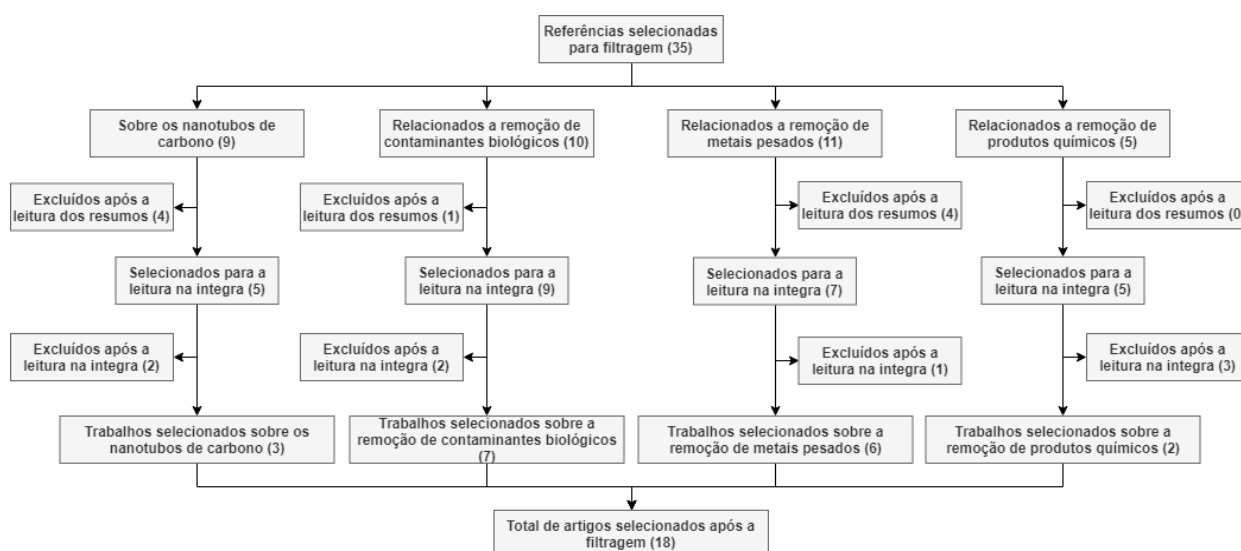 Referências selecionadas
para filtragem (35)
Sobre os nanotubos de
carbono (9)
Relacionados a remoção de
contaminantes biológicos (10)
Relacionados a remoção de
metais pesados (11)
Relacionados a remoção de
produtos químicos (5)
Excluídos após a
leitura dos resumos (4)
Excluídos após a
leitura dos resumos (1)
Excluídos após a
leitura dos resumos (4)
Excluídos após a
leitura dos resumos (0
Selecionados para a
leitura na integra (5)
Selecionados para a
leitura na integra (9)
Selecionados para a
leitura na integra (7)
Selecionados para a
leitura na integra (5)
Excluídos após a
leitura na integra (2)
Excluídos após a
leitura na integra (2)
Excluídos após a
leitura na integra (1)
Excluídos após a
leitura na integra (3)
Trabalhos selecionados sobre os
nanotubos de carbono (3)
Trabalhos selecionados sobre a
remoção de contaminantes biológicos
(7)
Trabalhos selecionados sobre a
remoção de metais pesados (6)
Trabalhos selecionados sobre a
remoção de produtos químicos (2)
Total de artigos selecionados após a
filtragem (18)